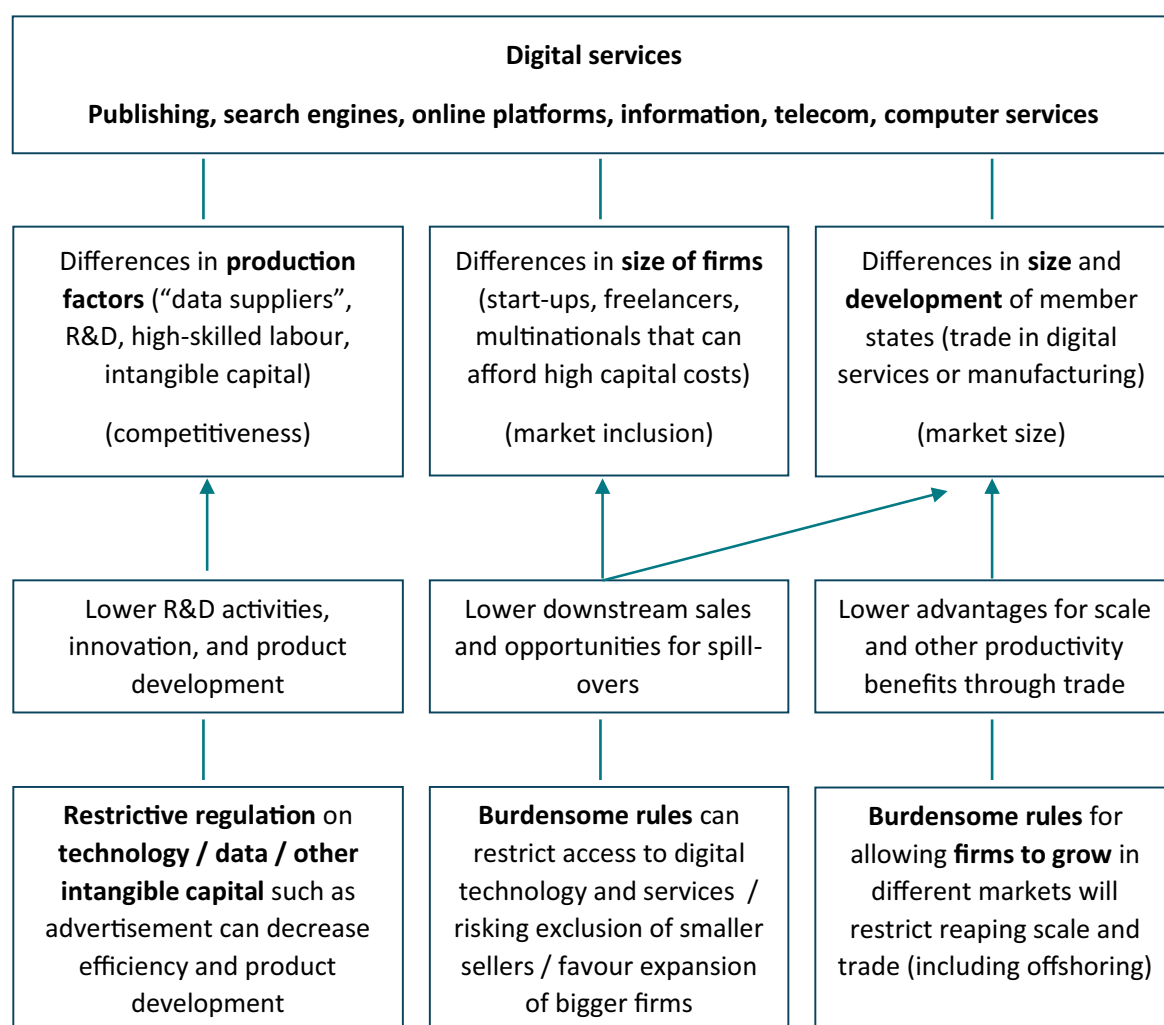 Digital services
Publishing, search engines, online platforms, information, telecom, computer services
Differences in production
factors (“data suppliers”,
R&D, high-skilled labour,
intangible capital)
(competitiveness)
Differences in size of firms
(start-ups, freelancers,
multinationals that can
afford high capital costs)
(market inclusion)
Differences in size and
development of member
states (trade in digital
services or manufacturing)
(market size)
Lower R&D activities,
innovation, and product
development
Lower downstream sales
and opportunities for spill-
overs
Lower advantages for scale
and other productivity
benefits through trade
Restrictive regulation on
technology / data / other
intangible capital such as
advertisement can decrease
efficiency and product
development
Burdensome rules can
restrict access to digital
technology and services /
risking exclusion of smaller
sellers / favour expansion
of bigger firms
Burdensome rules for
allowing firms to grow in
different markets will
restrict reaping scale and
trade (including offshoring)